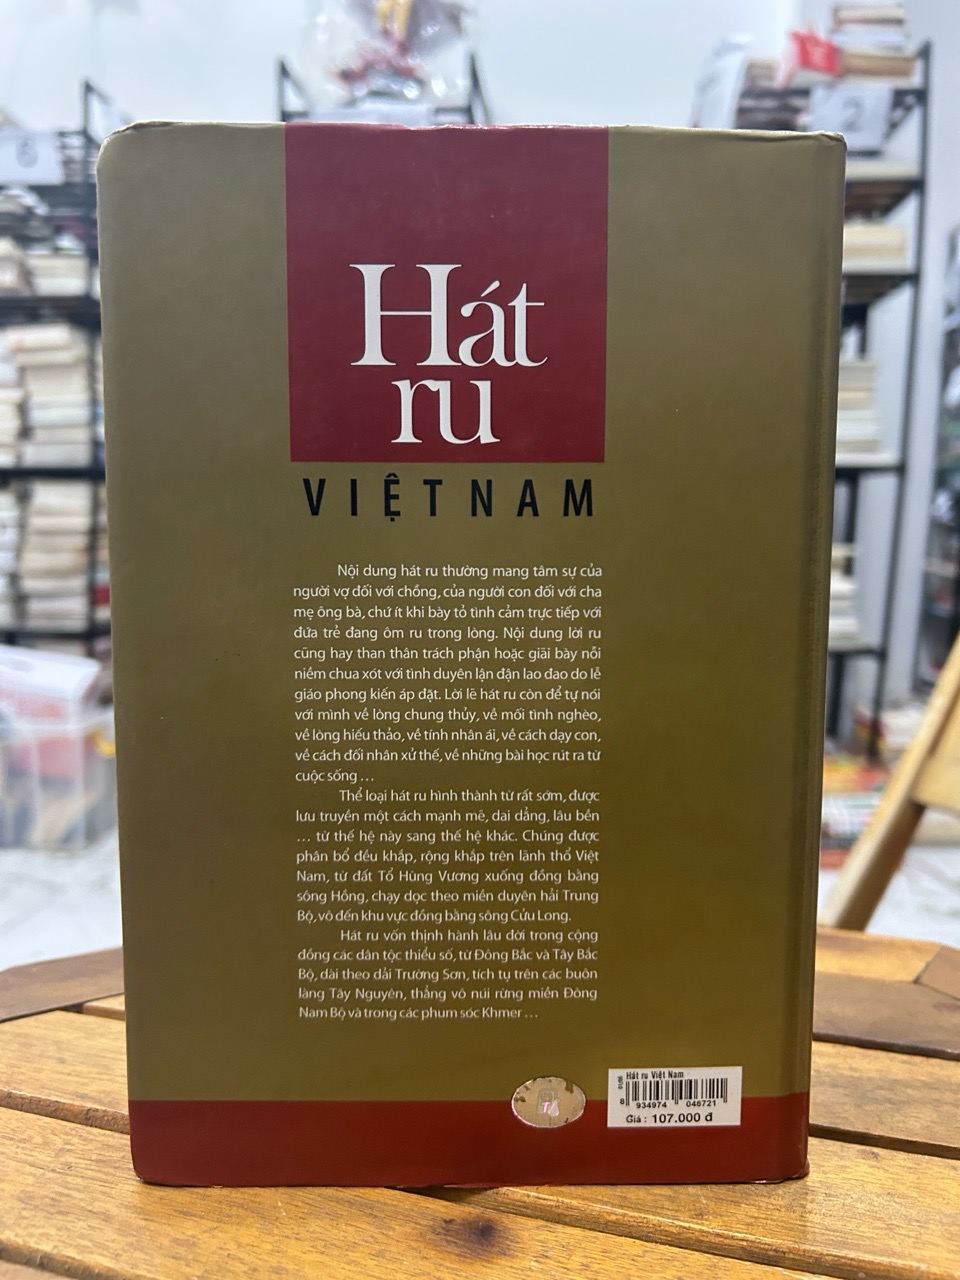 6
2
Hát
ru
VIỆT NAM
Nội dung hát ru thường mang tâm sự của
người vợ đối với chồng, của người con đối với cha
mẹ ông bà, chứ ít khi bày tỏ tình cảm trực tiếp với
đứa trẻ đang ôm ru trong lòng. Nội dung lời ru
cũng hay than thân trách phận hoặc giãi bày nỗi
niềm chua xót với tình duyên lận đận lao đao do lễ
giáo phong kiến áp đặt. Lời lẽ hát ru còn để tự nói
với mình về lòng chung thủy, về mối tình nghèo,
về lòng hiếu thảo, về tính nhân ái, về cách dạy con,
về cách đối nhân xử thế, về những bài học rút ra từ
cuộc sống ...
Thể loại hát ru hình thành từ rất sớm, được
lưu truyền một cách mạnh mẽ, dai dẳng, lâu bền
... từ thế hệ này sang thế hệ khác. Chúng được
phân bổ đều khắp, rộng khắp trên lãnh thổ Việt
Nam, từ đất Tổ Hùng Vương xuống đồng bằng
sông Hồng, chạy dọc theo miền duyên hải Trung
Bộ, vô đến khu vực đồng bằng sông Cửu Long.
Hát ru vốn thịnh hành lâu đời trong cộng
đồng các dân tộc thiểu số, từ Đông Bắc và Tây Bắc
Bộ, dài theo dải Trường Sơn, tích tụ trên các buôn
làng Tây Nguyên, thẳng vô núi rừng miền Đông
Nam Bộ và trong các phum sóc Khmer ...
Hát ru Việt Nam
8 934974 046721
Giá : 107.000 đ